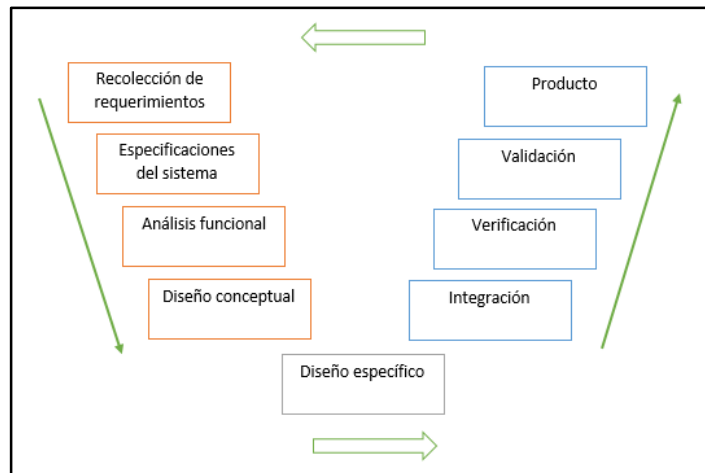 Recolección de
requerimientos
Especificaciones
del sistema
Análisis funcional
Diseño conceptual
Diseño específico
Integración
Verificación
Validación
Producto